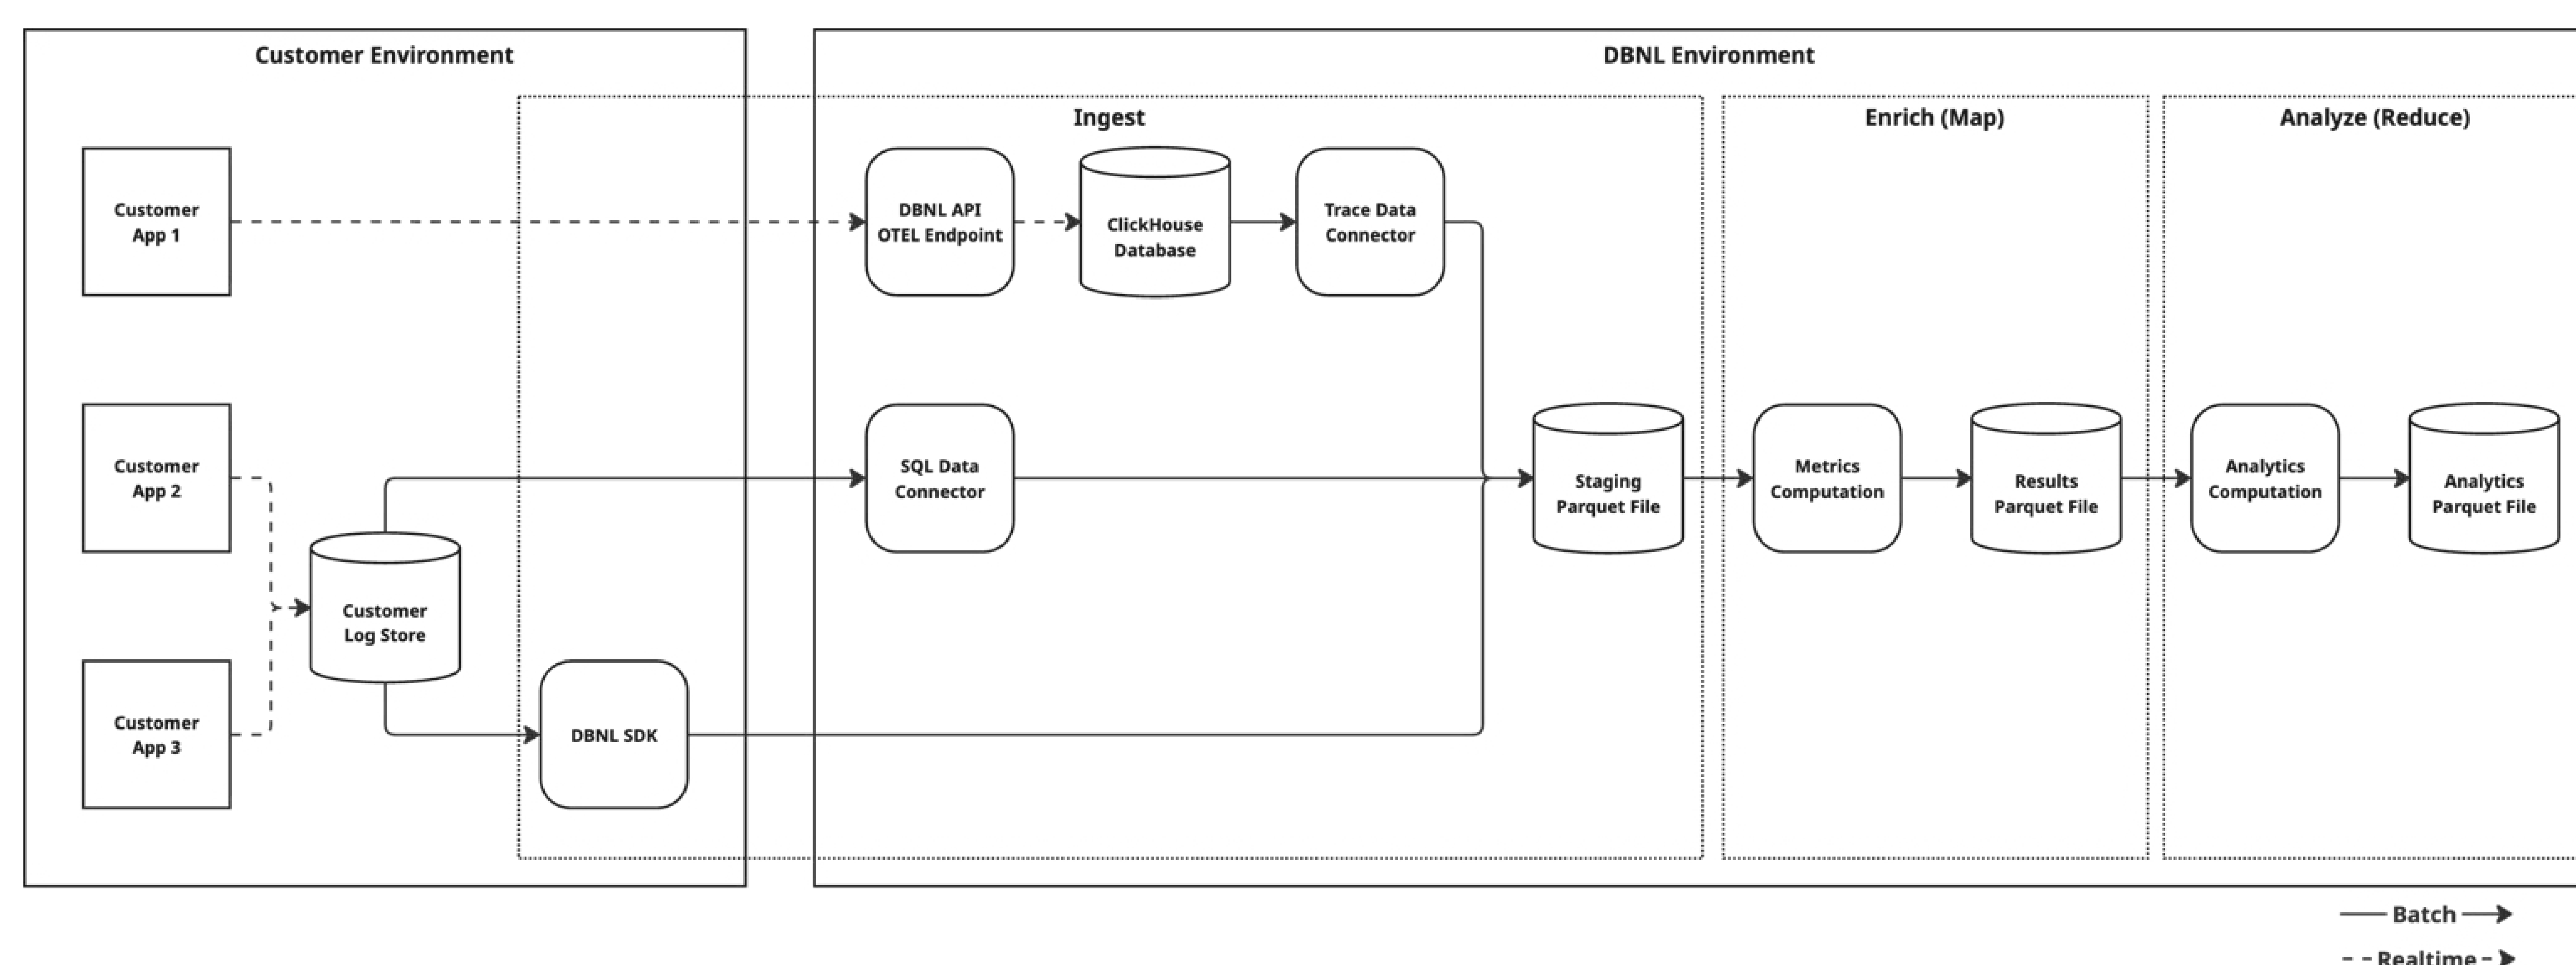 Customer Environment
DBNL Environment
Ingest
Enrich (Map)
Analyze (Reduce)
Customer
App 1
DBNL API
OTEL Endpoint
ClickHouse
Database
Trace Data
Connector
Customer
App 2
SQL Data
Connector
Staging
Parquet File
Metrics
Computation
Results
Parquet File
Analytics
Computation
Analytics
Parquet File
Customer
Log Store
Customer
App 3
DBNL SDK
Batch
Realtime